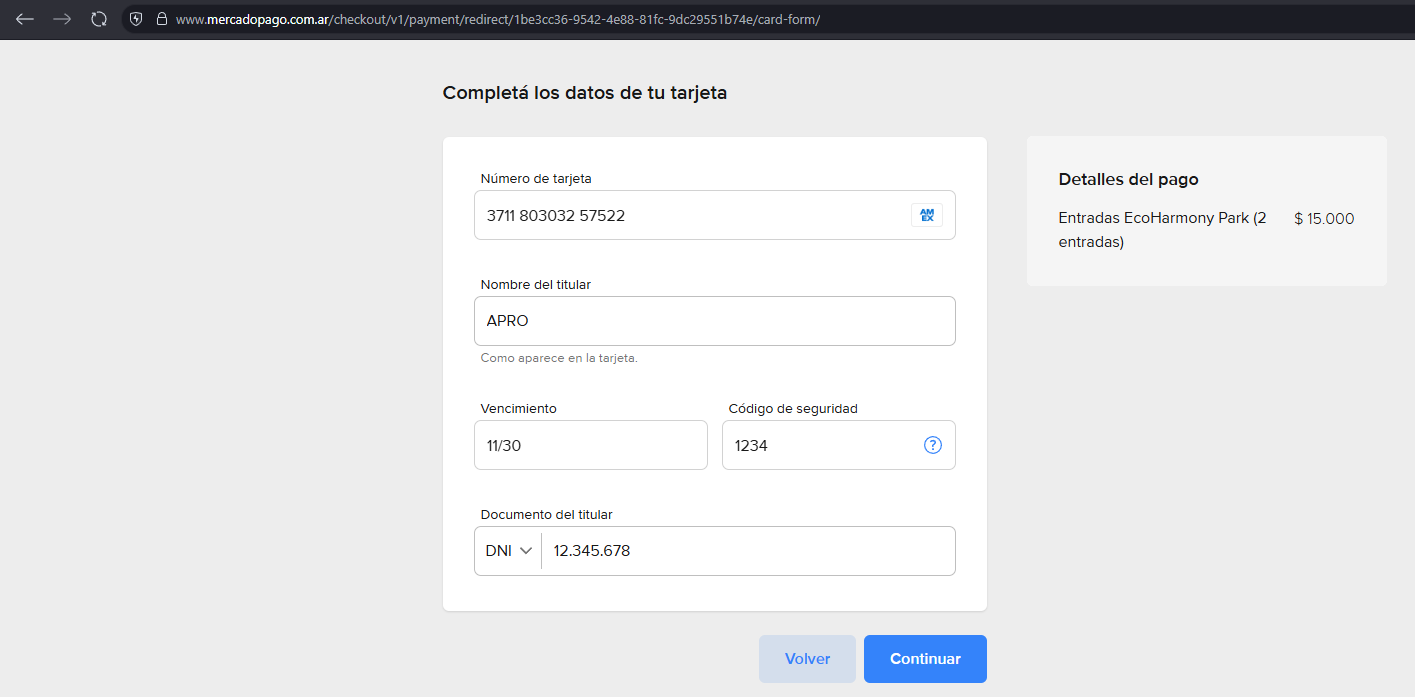 www.mercadopago.com.ar/checkout/v1/payment/redirect/1be3cc36-9542-4e88-81fc-9dc29551b74e/card-form/
Completá los datos de tu tarjeta
Número de tarjeta
3711 803032 57522
AM
EX
Nombre del titular
APRO
Como aparece en la tarjeta.
Vencimiento
11/30
Código de seguridad
1234
?
Documento del titular
DNI
12.345.678
Volver
Continuar
Detalles del pago
Entradas EcoHarmony Park (2 $ 15.000
entradas)